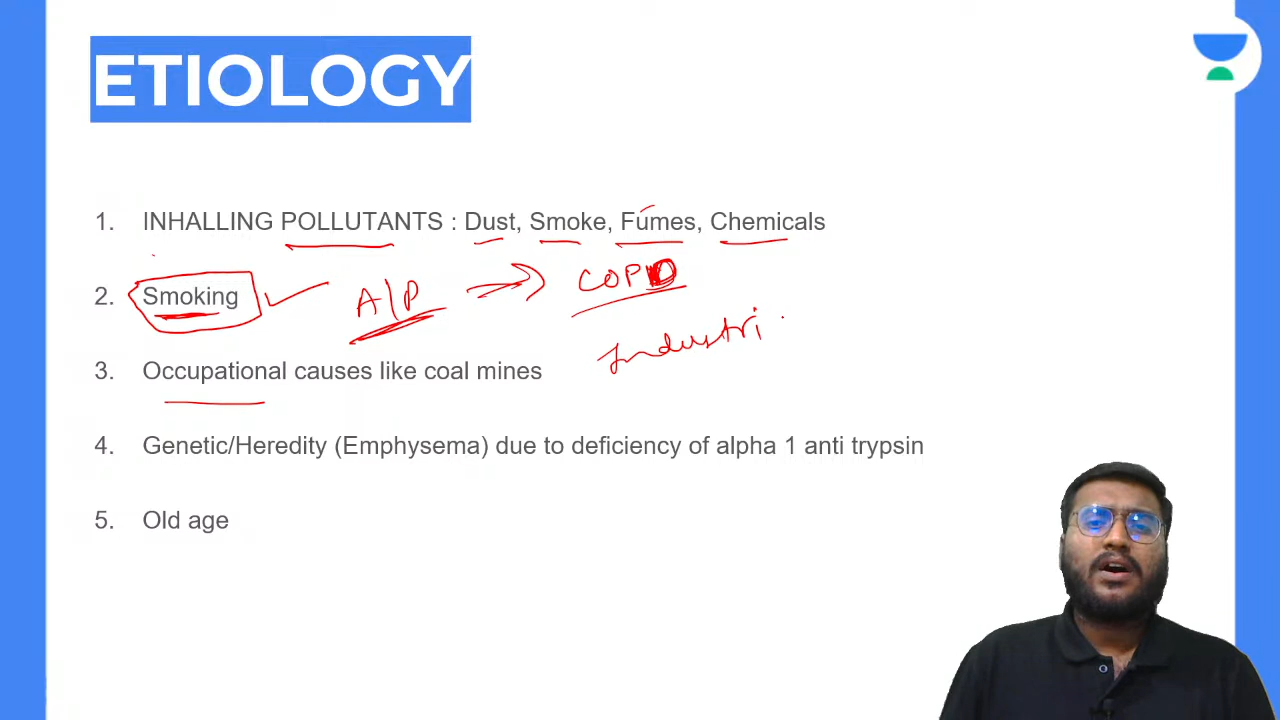 ETIOLOGY
1. INHALLING POLLUTANTS : Dust, Smoke, Fumes, Chemicals
2. Smoking A/P COPD
Industri
3. Occupational causes like coal mines
4. Genetic/Heredity (Emphysema) due to deficiency of alpha 1 anti trypsin
5. Old age